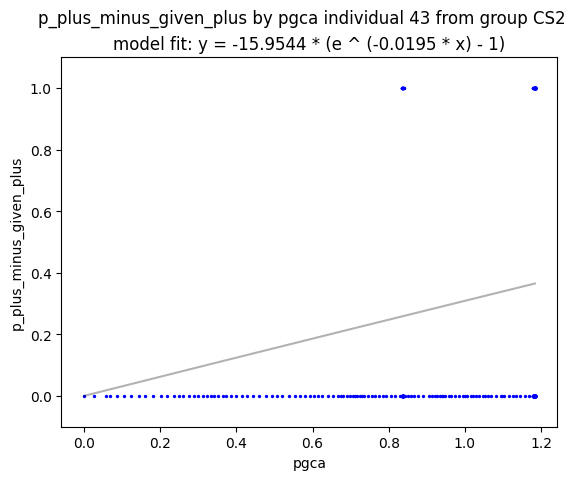 p_plus_minus_given_plus by pgca individual 43 from group CS2
model fit: y = -15.9544 * (e ^ (-0.0195 * x) - 1)
1.0
0.8
0.6
0.4
0.2
0.0
p_plus_minus_given_plus
0.0 0.2 0.4 0.6 0.8 1.0 1.2
pgca